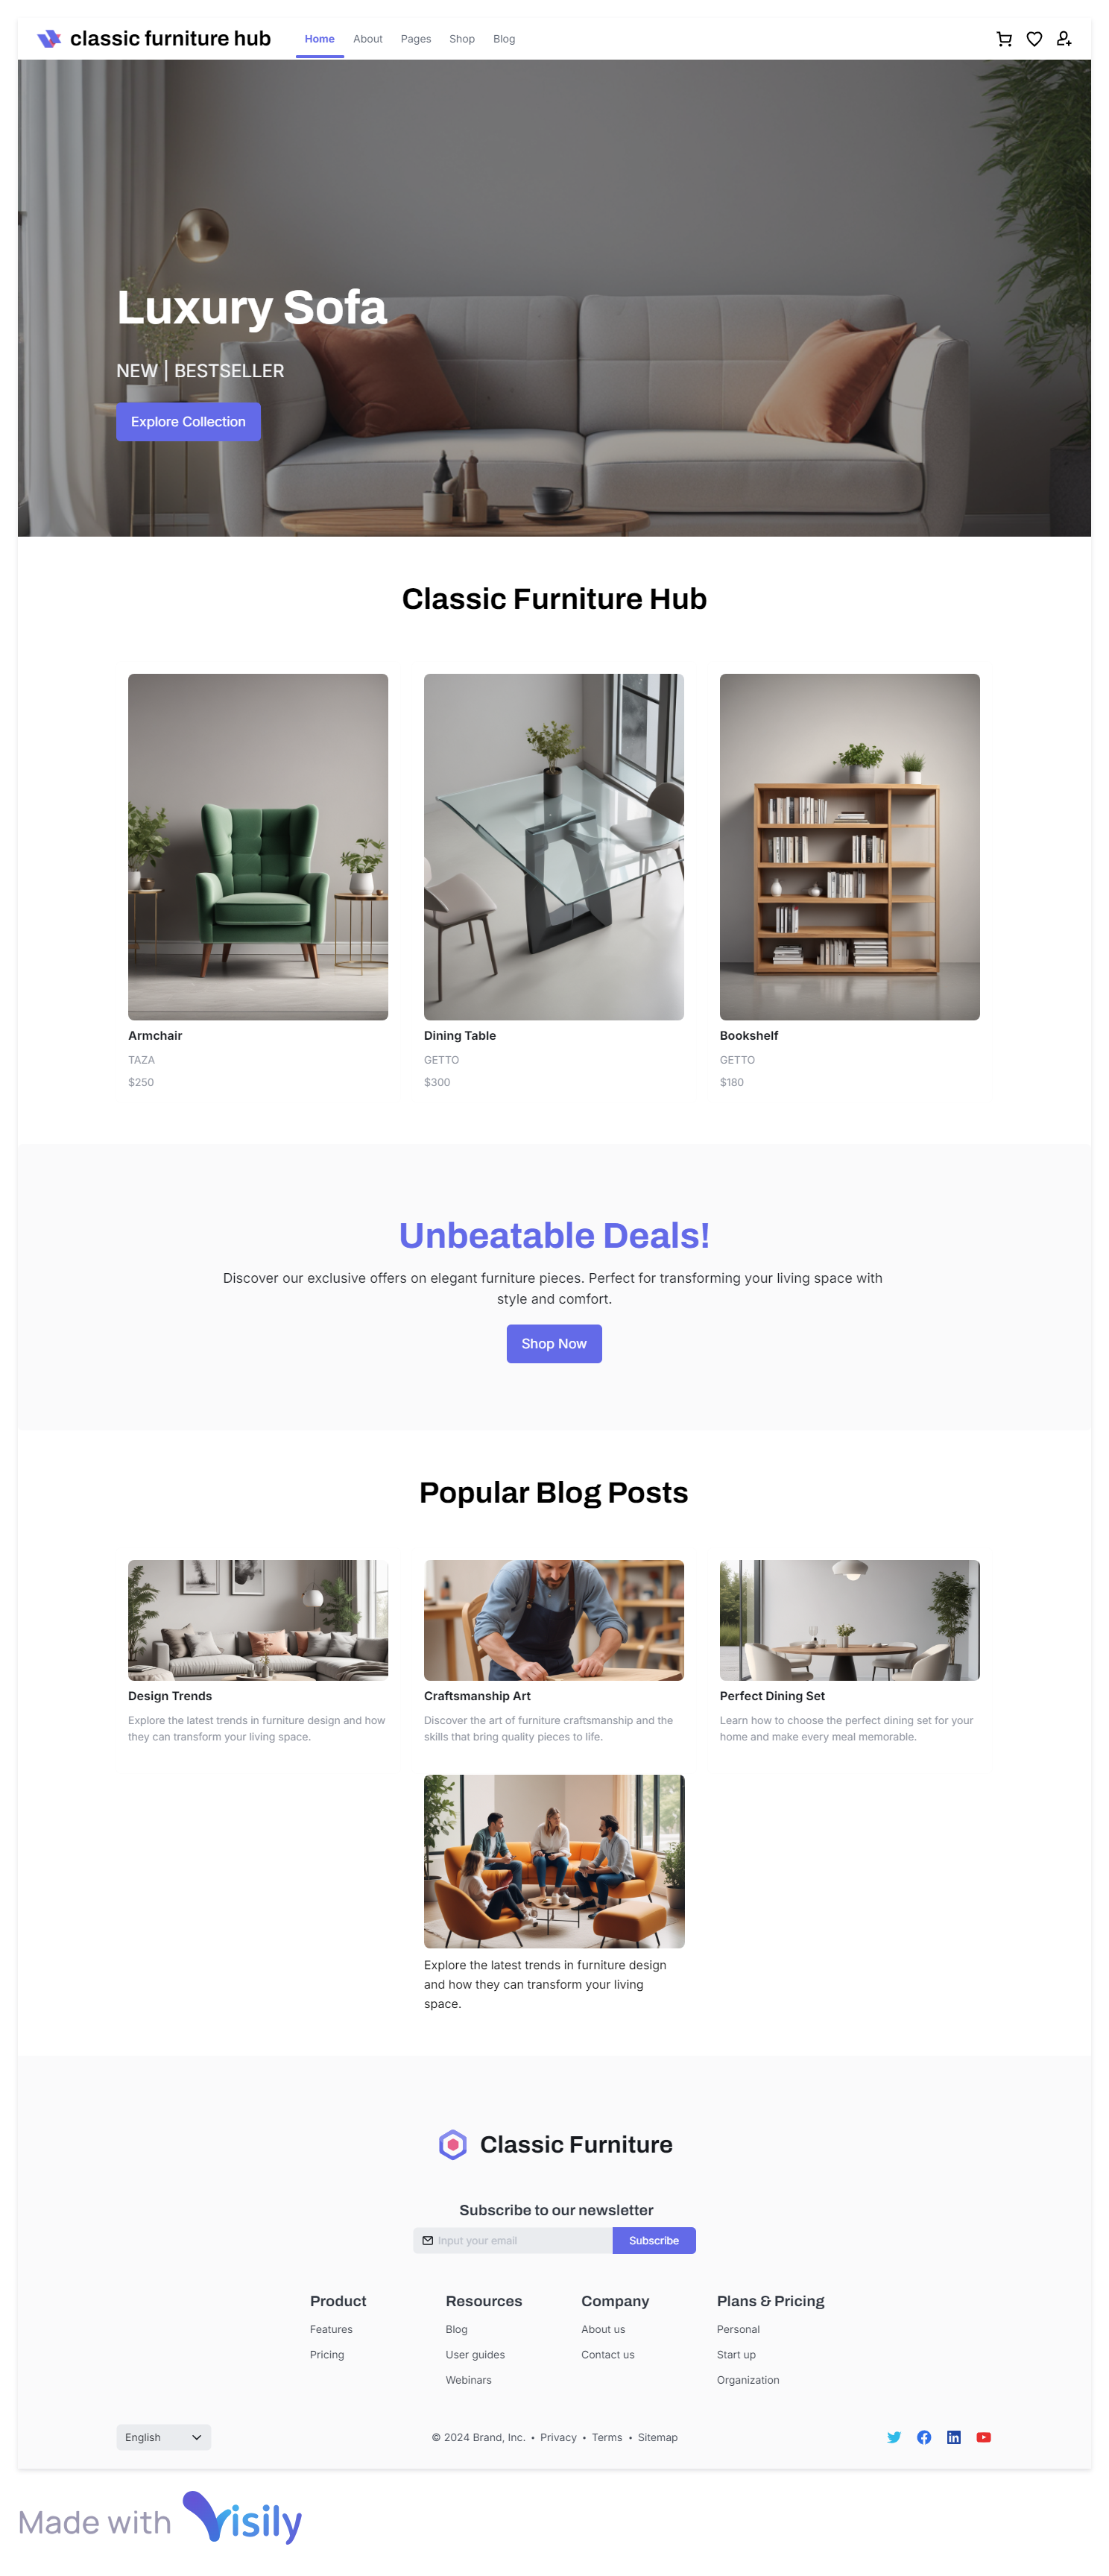 classic furniture hub
Home About Pages Shop Blog
Luxury Sofa
NEW | BESTSELLER
Explore Collection
Classic Furniture Hub
Armchair
TAZA
$250
Dining Table
GETTO
$300
Bookshelf
GETTO
$180
Unbeatable Deals!
Discover our exclusive offers on elegant furniture pieces. Perfect for transforming your living space with
style and comfort.
Shop Now
Popular Blog Posts
Design Trends
Explore the latest trends in furniture design and how
they can transform your living space.
Craftsmanship Art
Discover the art of furniture craftsmanship and the
skills that bring quality pieces to life.
Perfect Dining Set
Learn how to choose the perfect dining set for your
home and make every meal memorable.
Explore the latest trends in furniture design
and how they can transform your living
space.
Classic Furniture
Subscribe to our newsletter
Input your email
Subscribe
Product
Features
Pricing
Resources
Blog
User guides
Webinars
Company
About us
Contact us
Plans & Pricing
Personal
Start up
Organization
English
© 2024 Brand, Inc. • Privacy • Terms • Sitemap
Made with Visily